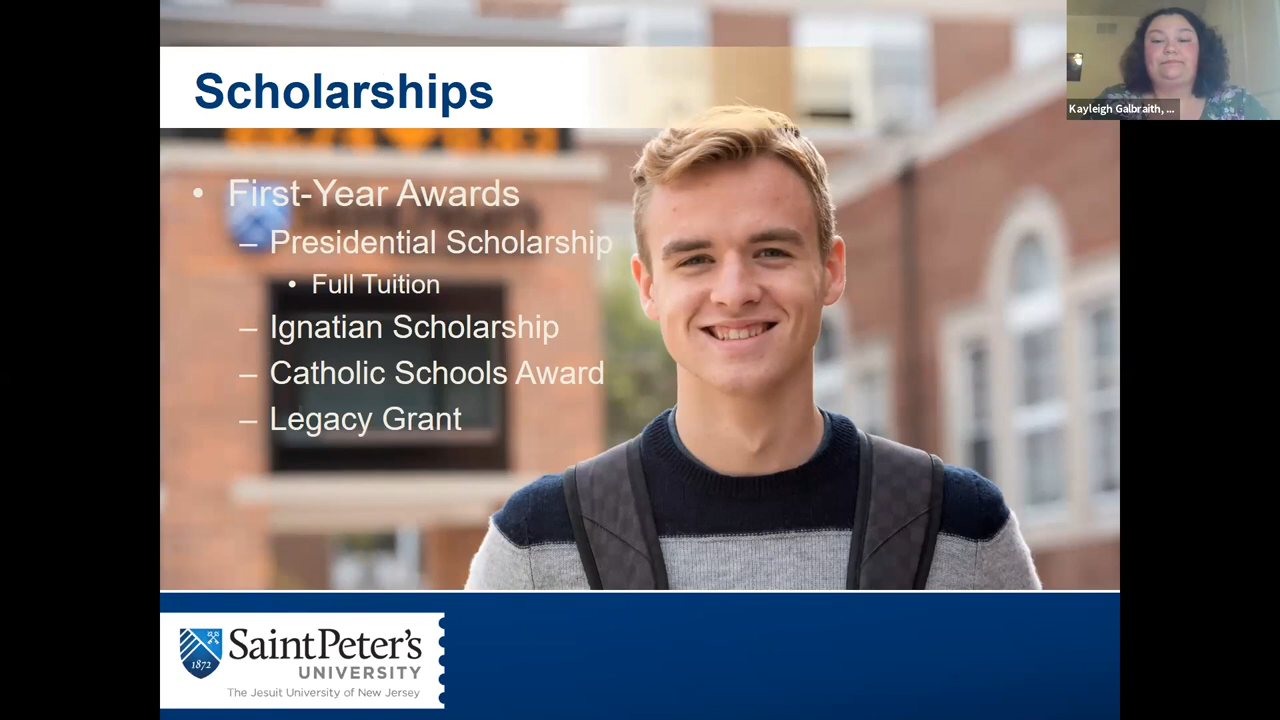 Scholarships
Kayleigh Galbraith, ...
• First-Year Awards
– Presidential Scholarship
• Full Tuition
– Ignatian Scholarship
– Catholic Schools Award
– Legacy Grant
1872
Saint Peter's
UNIVERSITY
The Jesuit University of New Jersey